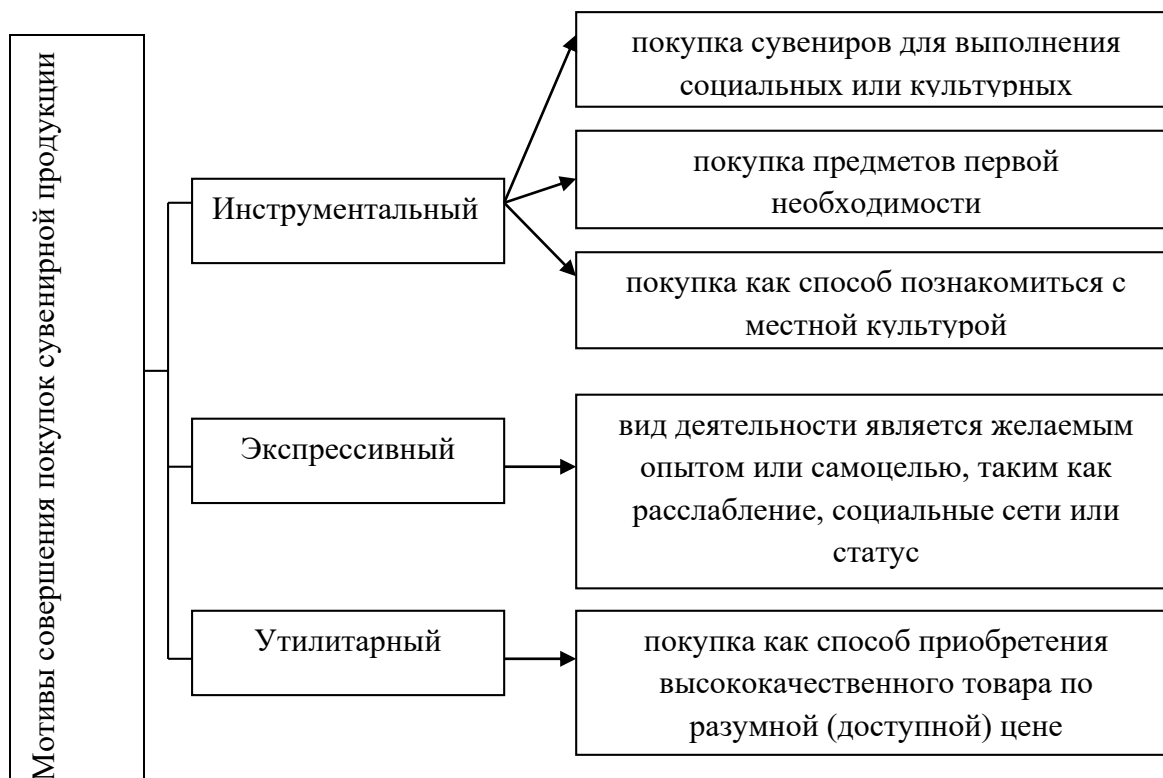 Мотивы совершения покупок сувенирной продукции
Инструментальный
покупка сувениров для выполнения
социальных или культурных
покупка предметов первой
необходимости
покупка как способ познакомиться с
местной культурой
Экспрессивный
вид деятельности является желаемым
опытом или самоцелью, таким как
расслабление, социальные сети или
статус
Утилитарный
покупка как способ приобретения
высококачественного товара по
разумной (доступной) цене